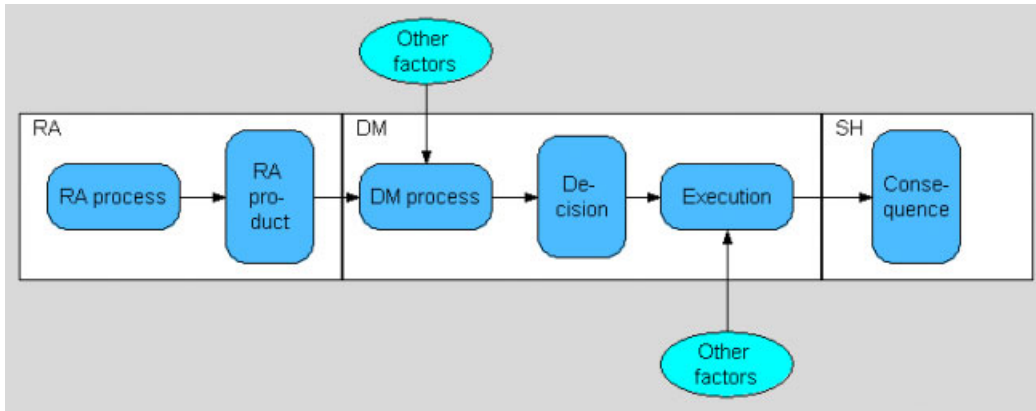 Other
factors
RA
DM
SH
RA process
RA
pro-
duct
DM process
De-
cision
Execution
Conse-
quence
Other
factors